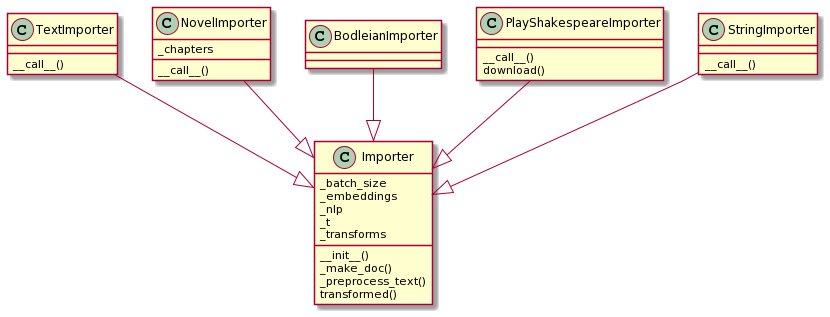 C TextImporter
__call__()
C NovelImporter
_chapters
__call__()
C BodleianImporter
C PlayShakespeareImporter
__call__()
download()
C StringImporter
__call__()
C Importer
_batch_size
_embeddings
_nlp
_t
_transforms
__init__()
_make_doc()
_preprocess_text()
transformed()